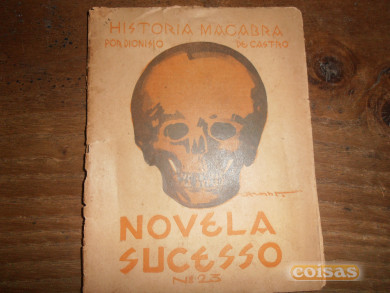 HISTORIA MACABRA
POR DIONISIO DE CASTRO
NOVELA
SUCESSO
Nº 23
coisas